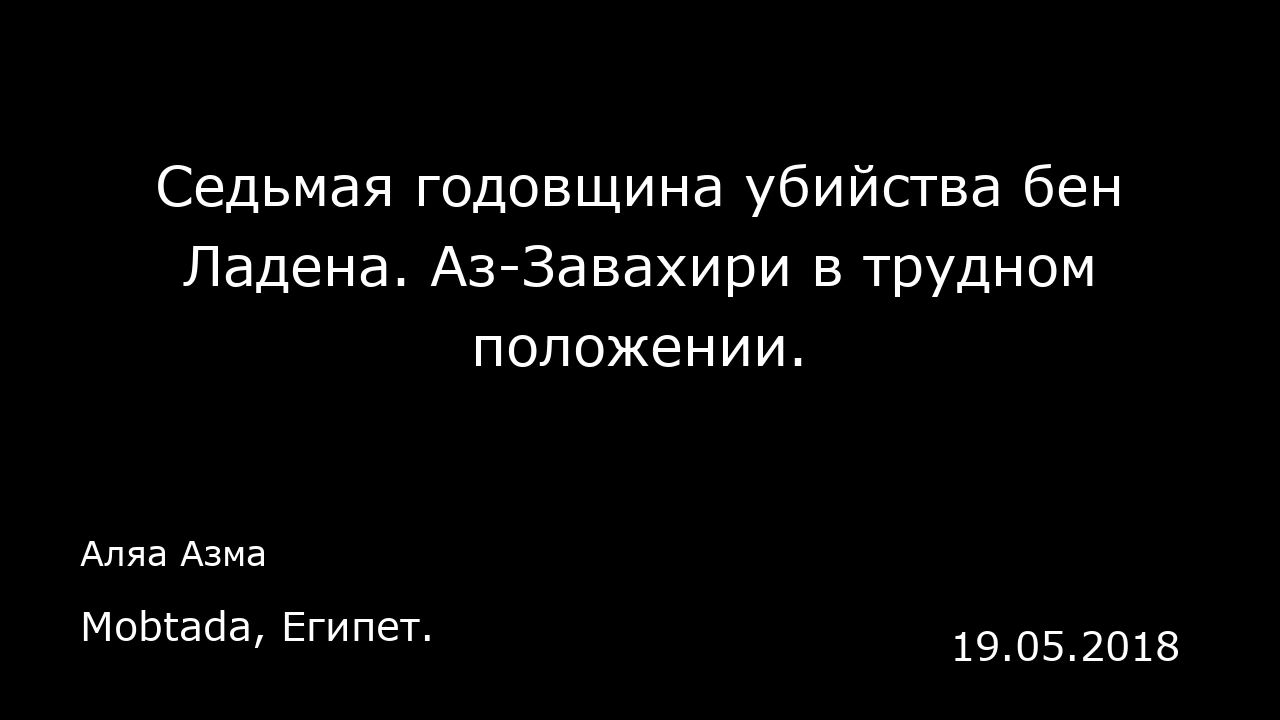 Седьмая годовщина убийства бен
Ладена. Аз-Завахири в трудном
положении.
Аляа Азма
Mobtada, Египет.
19.05.2018